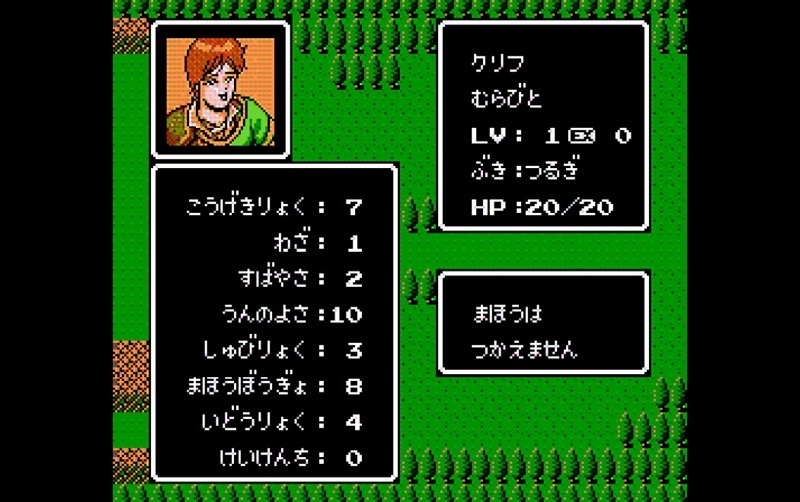 クリフ
むらびと
LV: 1 EX 0
ぶき:つるぎ
HP:20/20
こうげきりょく: 7
わざ: 1
すばやさ: 2
うんのよさ:10
しゅびりょく: 3
まほうぼうぎょ: 8
いどうりょく: 4
けいけんち: 0
まほうは
つかえません